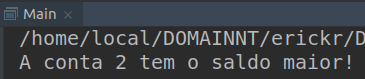 Main
/home/local/DOMAINNT/erickr/D
A conta 2 tem o saldo maior!